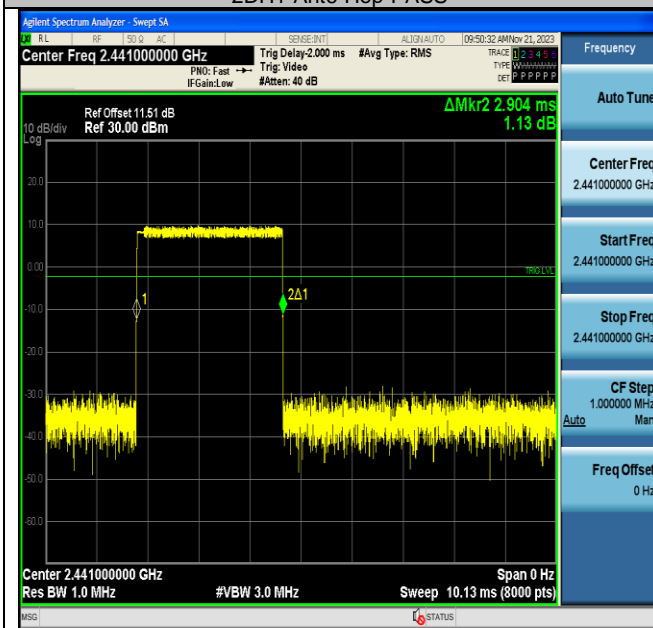 2DH1 Ant0 Hop PASS
Agilent Spectrum Analyzer - Swept SA
RL RF 50 Ω AC SENSE:INT ALIGN AUTO 09:50:32 AM Nov 21, 2023
Center Freq 2.441000000 GHz Trig Delay-2.000 ms #Avg Type: RMS TRACE 1 2 3 4 5 6
PNO: Fast Trig: Video TYPE W
IFGain:Low #Atten: 40 dB DET P P P P P P
Frequency
Auto Tune
Ref Offset 11.51 dB ΔMkr2 2.904 ms
10 dB/div Ref 30.00 dBm 1.13 dB
Log
20.0
10.0
0.00
TRIG LVL
-10.0
1
2Δ1
-20.0
-30.0
-40.0
-50.0
-60.0
Center Freq
2.441000000 GHz
Start Freq
2.441000000 GHz
Stop Freq
2.441000000 GHz
CF Step
1.000000 MHz
Auto Man
Freq Offset
0 Hz
Center 2.441000000 GHz Span 0 Hz
Res BW 1.0 MHz #VBW 3.0 MHz Sweep 10.13 ms (8000 pts)
MSG STATUS